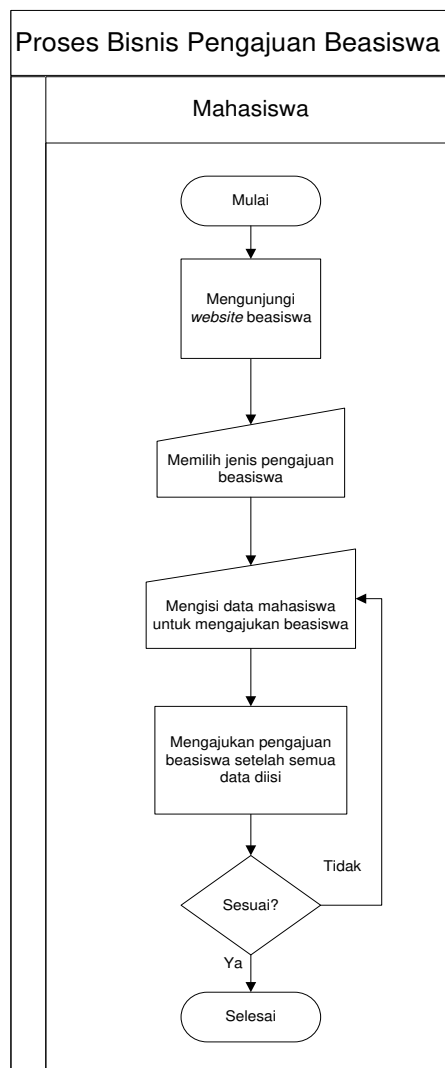 Proses Bisnis Pengajuan Beasiswa
Mahasiswa
Mulai
Mengunjungi
website beasiswa
Memilih jenis pengajuan
beasiswa
Mengisi data mahasiswa
untuk mengajukan beasiswa
Mengajukan pengajuan
beasiswa setelah semua
data diisi
Tidak
Sesuai?
Ya
Selesai